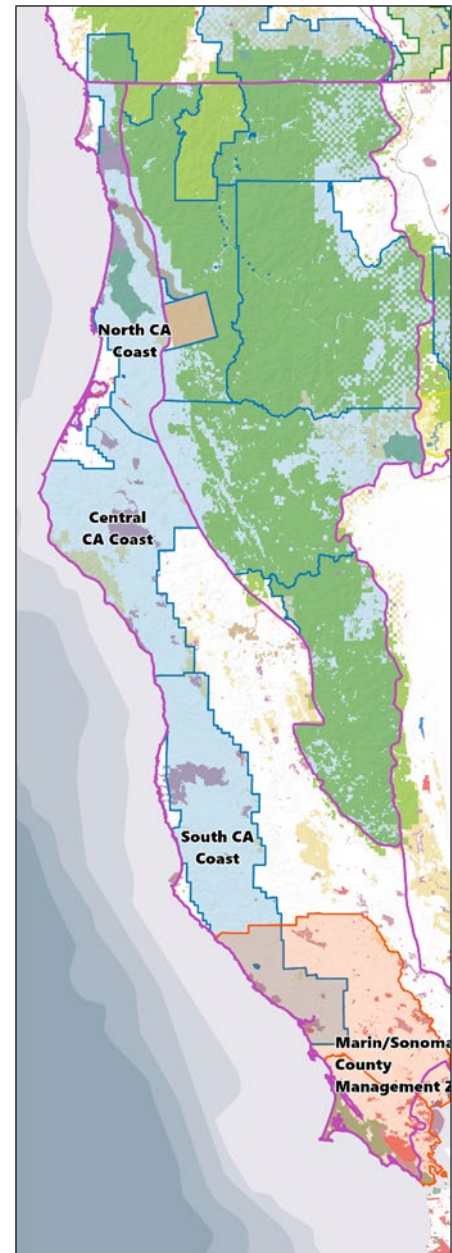 North CA
Coast
Central
CA Coast
South CA
Coast
Marin/Sonoma
County
Management Z